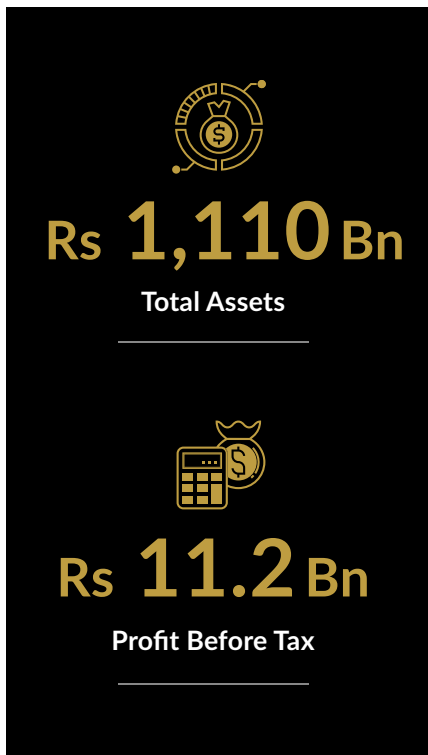 Rs 1,110 Bn
Total Assets
Rs 11.2 Bn
Profit Before Tax